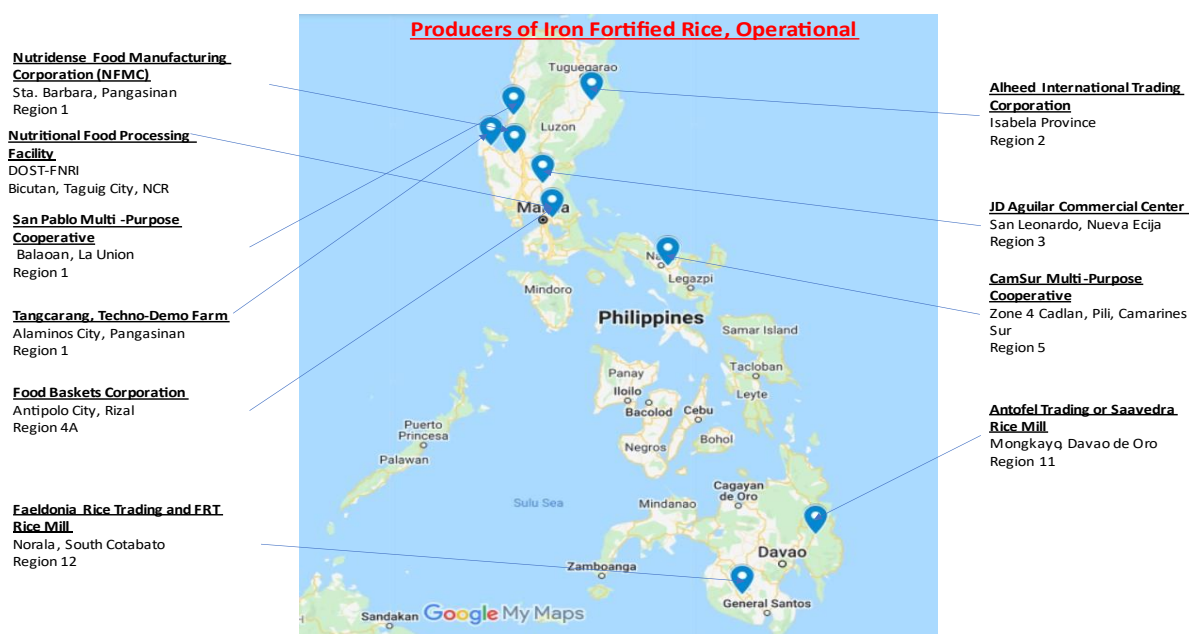 Producers of Iron Fortified Rice, Operational
Nutridense Food Manufacturing
Corporation (NFMC)
Sta. Barbara, Pangasinan
Region 1
Nutritional Food Processing
Facility
DOST-FNRI
Bicutan, Taguig City, NCR
San Pablo Multi -Purpose
Cooperative
Balaoan, La Union
Region 1
Tangcarang, Techno-Demo Farm
Alaminos City, Pangasinan
Region 1
Food Baskets Corporation
Antipolo City, Rizal
Region 4A
Faeldonia Rice Trading and FRT
Rice Mill
Norala, South Cotabato
Region 12
Tuguegarao
Luzon
Mindoro
Legazpi
Philippines
Samar Island
Panay
Tacloban
Iloilo
Leyte
Bacolod
Cebu
Puerto
Princesa
Negros
Bohol
Palawan
Cagayan
de Oro
Sulu Sea
Mindanao
Davao
Zamboanga
General Santos
Sandakan
Google My Maps
Alheed International Trading
Corporation
Isabela Province
Region 2
JD Aguilar Commercial Center
San Leonardo, Nueva Ecija
Region 3
CamSur Multi-Purpose
Cooperative
Zone 4 Cadlan, Pili, Camarines
Sur
Region 5
Antofel Trading or Saavedra
Rice Mill
Mongkayo, Davao de Oro
Region 11